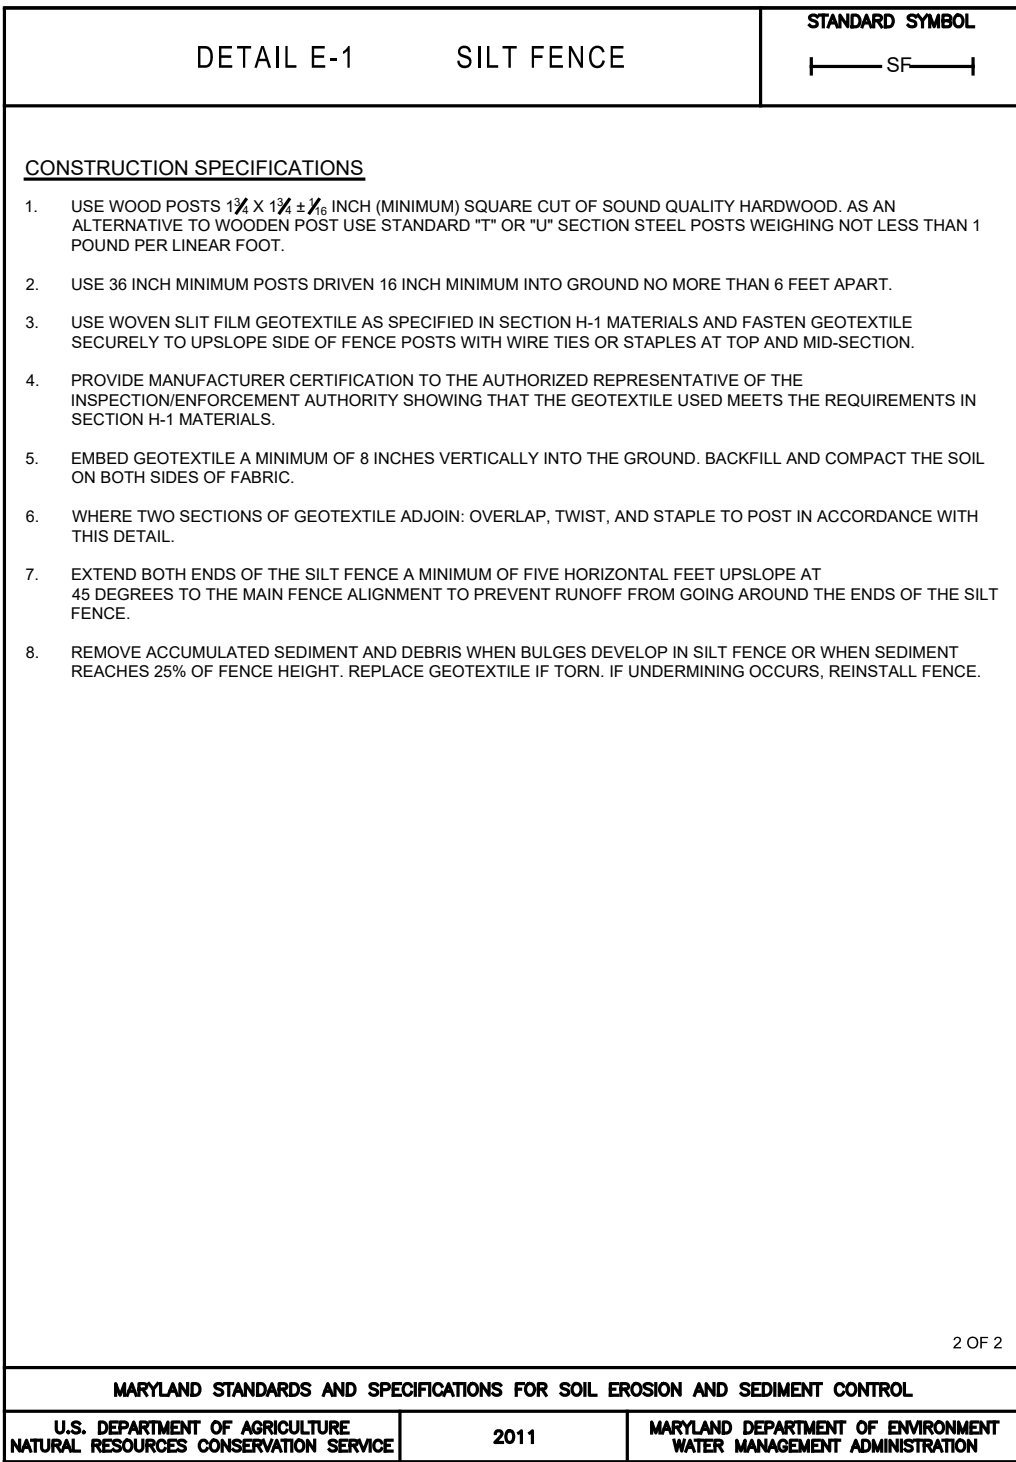 DETAIL E-1 SILT FENCE
STANDARD SYMBOL
SF
CONSTRUCTION SPECIFICATIONS
1. USE WOOD POSTS 1 3/4 X 1 3/4 ± 1/16 INCH (MINIMUM) SQUARE CUT OF SOUND QUALITY HARDWOOD. AS AN
ALTERNATIVE TO WOODEN POST USE STANDARD "T" OR "U" SECTION STEEL POSTS WEIGHING NOT LESS THAN 1
POUND PER LINEAR FOOT.
2. USE 36 INCH MINIMUM POSTS DRIVEN 16 INCH MINIMUM INTO GROUND NO MORE THAN 6 FEET APART.
3. USE WOVEN SLIT FILM GEOTEXTILE AS SPECIFIED IN SECTION H-1 MATERIALS AND FASTEN GEOTEXTILE
SECURELY TO UPSLOPE SIDE OF FENCE POSTS WITH WIRE TIES OR STAPLES AT TOP AND MID-SECTION.
4. PROVIDE MANUFACTURER CERTIFICATION TO THE AUTHORIZED REPRESENTATIVE OF THE
INSPECTION/ENFORCEMENT AUTHORITY SHOWING THAT THE GEOTEXTILE USED MEETS THE REQUIREMENTS IN
SECTION H-1 MATERIALS.
5. EMBED GEOTEXTILE A MINIMUM OF 8 INCHES VERTICALLY INTO THE GROUND. BACKFILL AND COMPACT THE SOIL
ON BOTH SIDES OF FABRIC.
6. WHERE TWO SECTIONS OF GEOTEXTILE ADJOIN: OVERLAP, TWIST, AND STAPLE TO POST IN ACCORDANCE WITH
THIS DETAIL.
7. EXTEND BOTH ENDS OF THE SILT FENCE A MINIMUM OF FIVE HORIZONTAL FEET UPSLOPE AT
45 DEGREES TO THE MAIN FENCE ALIGNMENT TO PREVENT RUNOFF FROM GOING AROUND THE ENDS OF THE SILT
FENCE.
8. REMOVE ACCUMULATED SEDIMENT AND DEBRIS WHEN BULGES DEVELOP IN SILT FENCE OR WHEN SEDIMENT
REACHES 25% OF FENCE HEIGHT. REPLACE GEOTEXTILE IF TORN. IF UNDERMINING OCCURS, REINSTALL FENCE.
2 OF 2
MARYLAND STANDARDS AND SPECIFICATIONS FOR SOIL EROSION AND SEDIMENT CONTROL
U.S. DEPARTMENT OF AGRICULTURE
NATURAL RESOURCES CONSERVATION SERVICE
2011
MARYLAND DEPARTMENT OF ENVIRONMENT
WATER MANAGEMENT ADMINISTRATION